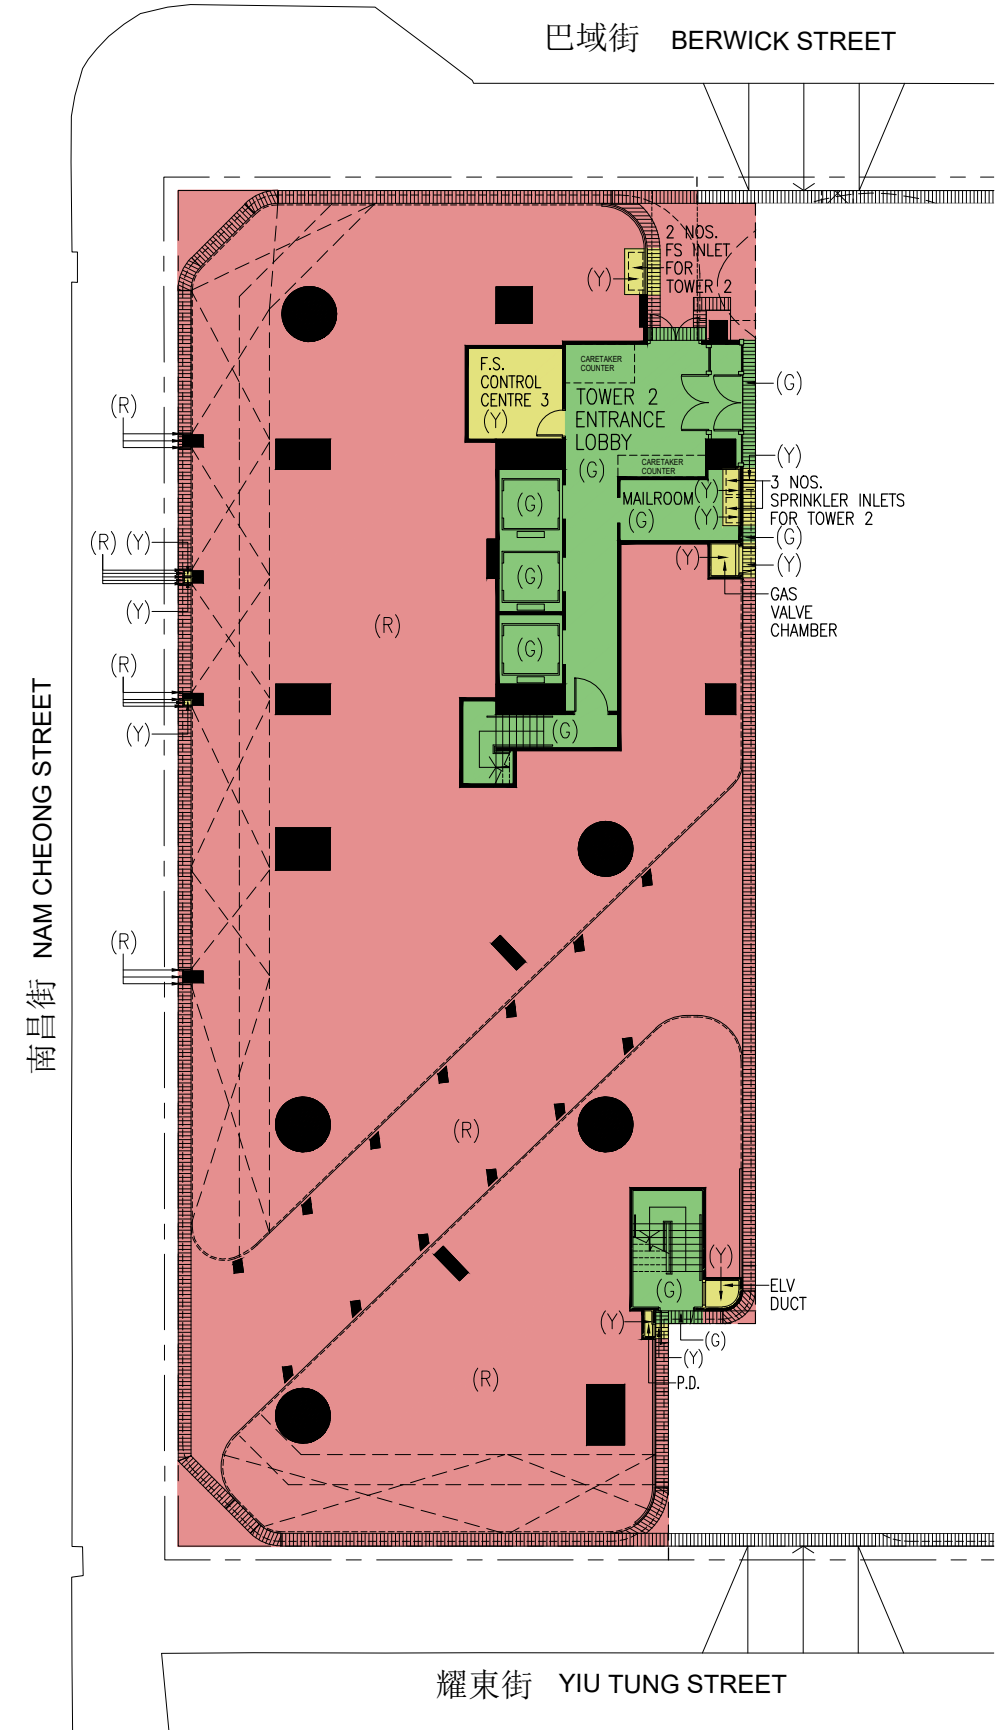 巴域街 BERWICK STREET
2 NOS.
FS INLET
FOR
TOWER 2
(Y)
F.S.
CONTROL
CENTRE 3
(Y)
CARETAKER
COUNTER
TOWER 2
ENTRANCE
LOBBY
(G)
(G)
(R)
CARETAKER
COUNTER
(Y)
3 NOS.
SPRINKLER INLETS
FOR TOWER 2
(Y)
(Y)
MAILROOM
(G)
(G)
(G)
(R) (Y)
(Y)
(Y)
GAS
VALVE
CHAMBER
(G)
(Y)
(R)
(G)
(R)
(Y)
(G)
南昌街 NAM CHEONG STREET
(R)
(R)
(Y)
(G)
ELV
DUCT
(Y)
(G)
(Y)
P.D.
(R)
耀東街 YIU TUNG STREET